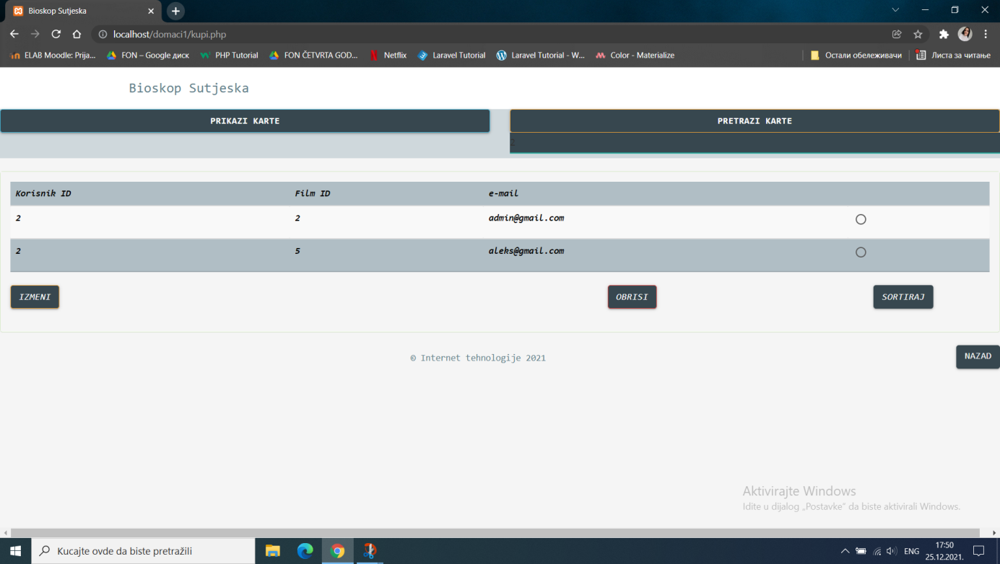 Bioskop Sutjeska
localhost/domaci1/kupi.php
ELAB Moodle: Prija... FON – Google диск PHP Tutorial FON ČETVRTA GOD... Netflix Laravel Tutorial Laravel Tutorial - W... Color - Materialize Остали обележивачи Листа за читање
Bioskop Sutjeska
PRIKAZI KARTE PRETRAZI KARTE
2
Korisnik ID Film ID e-mail
2 2 admin@gmail.com
2 5 aleks@gmail.com
IZMENI OBRISI SORTIRAJ
© Internet tehnologije 2021 NAZAD
Aktivirajte Windows
Idite u dijalog „Postavke“ da biste aktivirali Windows.
Kucajte ovde da biste pretražili ENG 17:50
25.12.2021.